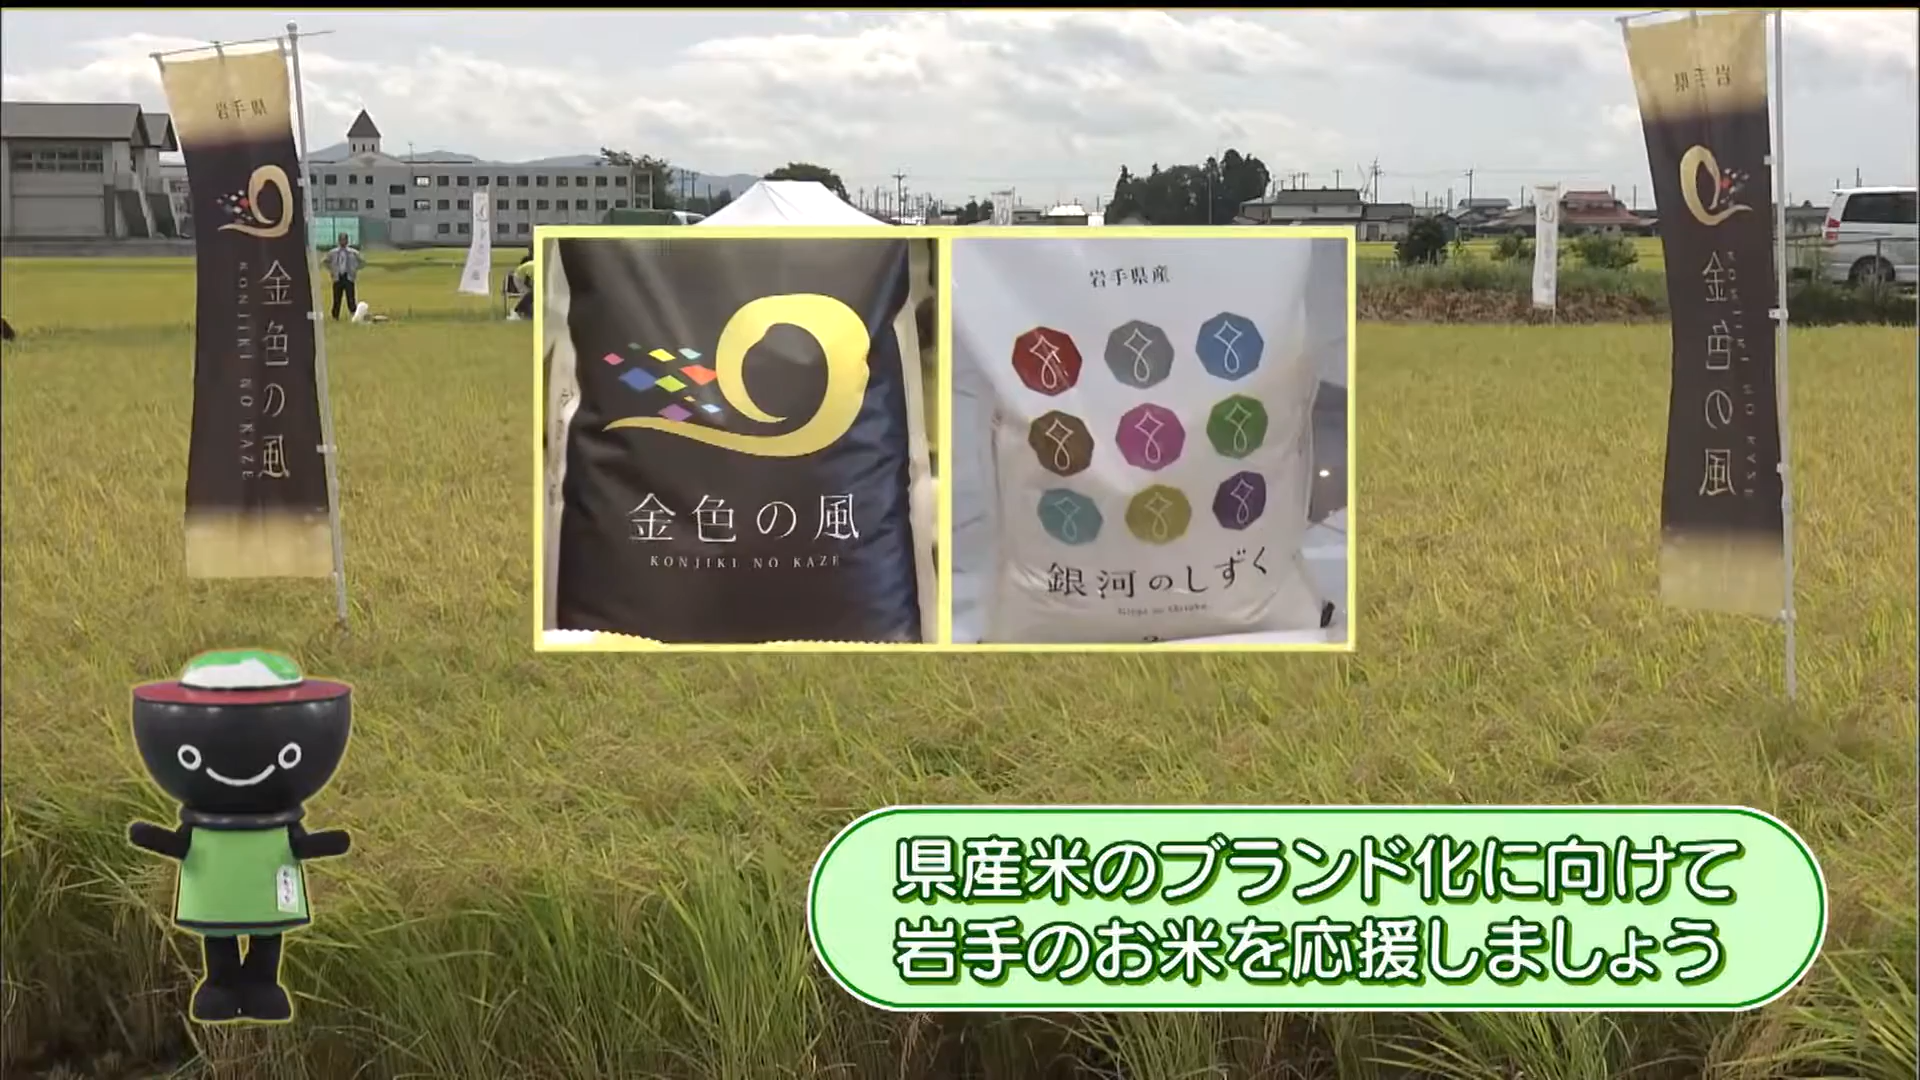 岩手県
金色の風
KONJIKI NO KAZE
岩手県
金色の風
KONJIKI NO KAZE
金色の風
KONJIKI NO KAZE
岩手県産
銀河のしずく
県産米のブランド化に向けて
岩手のお米を応援しましょう